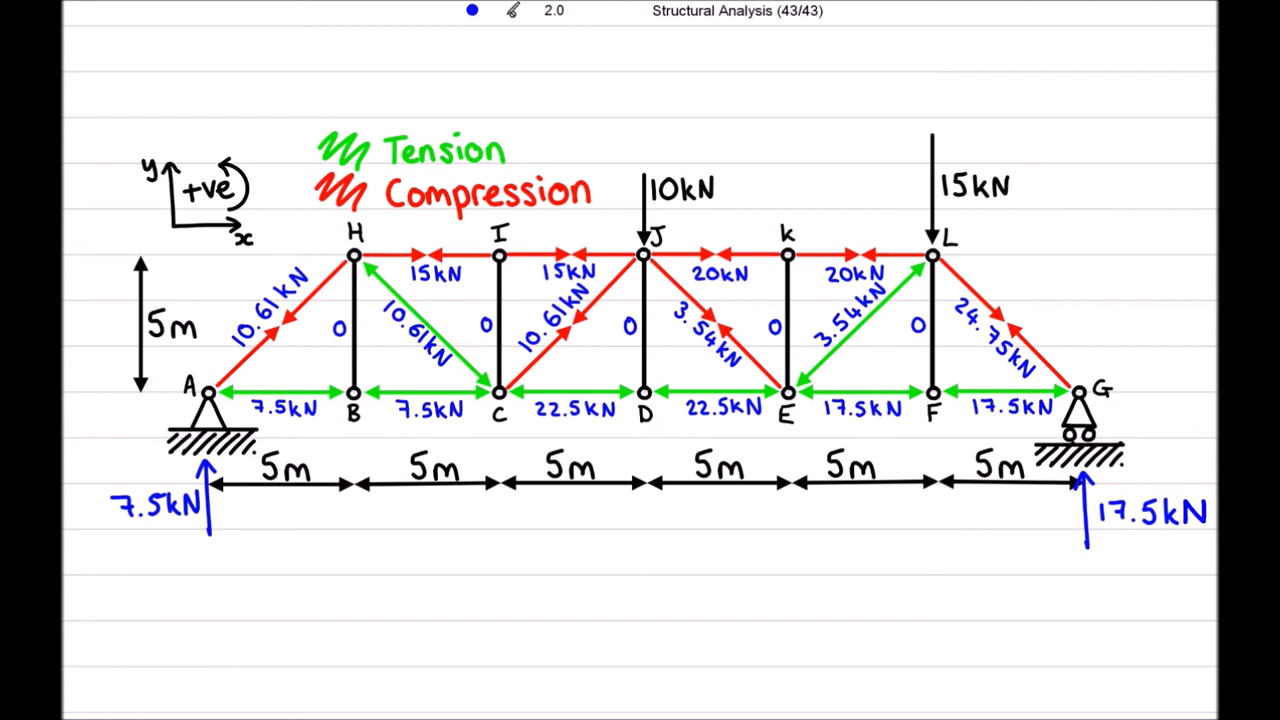 2.0 Structural Analysis (43/43)
Tension
y +ve Compression 10kN 15kN
x
H I J k L
15kN 15kN 20kN 20kN
10.61kN 10.61kN 10.61kN 3.54kN 3.54kN 24.75kN
5m 0 0 0 0 0
A G
7.5kN 7.5kN 22.5kN 22.5kN 17.5kN 17.5kN
B C D E F
5m 5m 5m 5m 5m 5m
7.5kN 17.5kN